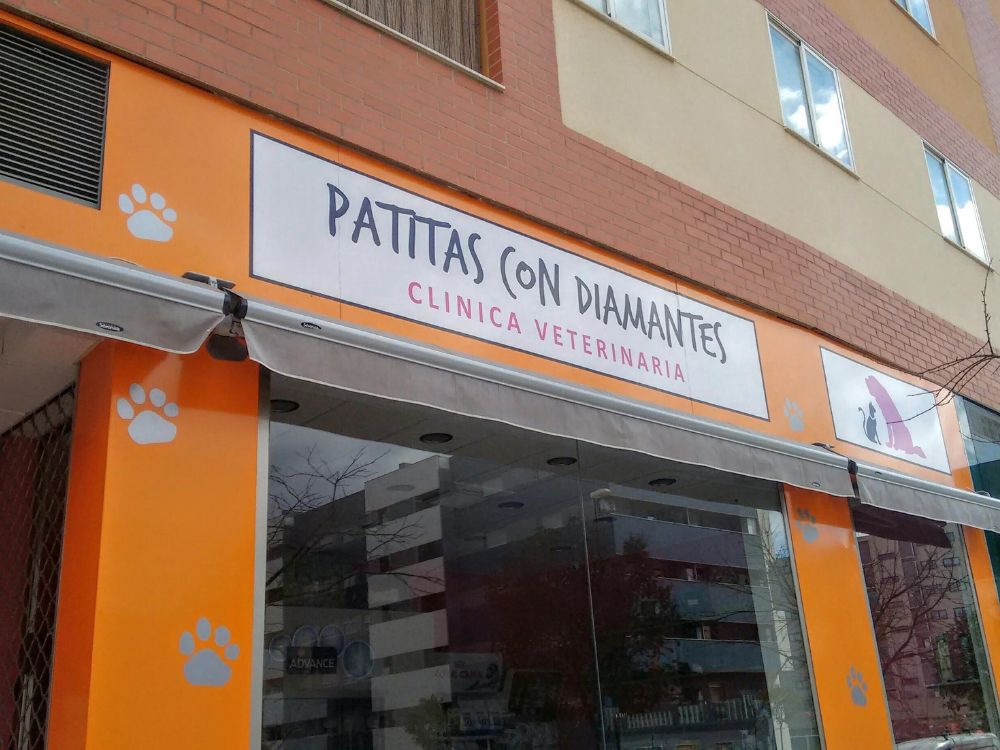 PATITAS CON DIAMANTES
CLINICA VETERINARIA
ADVANCE